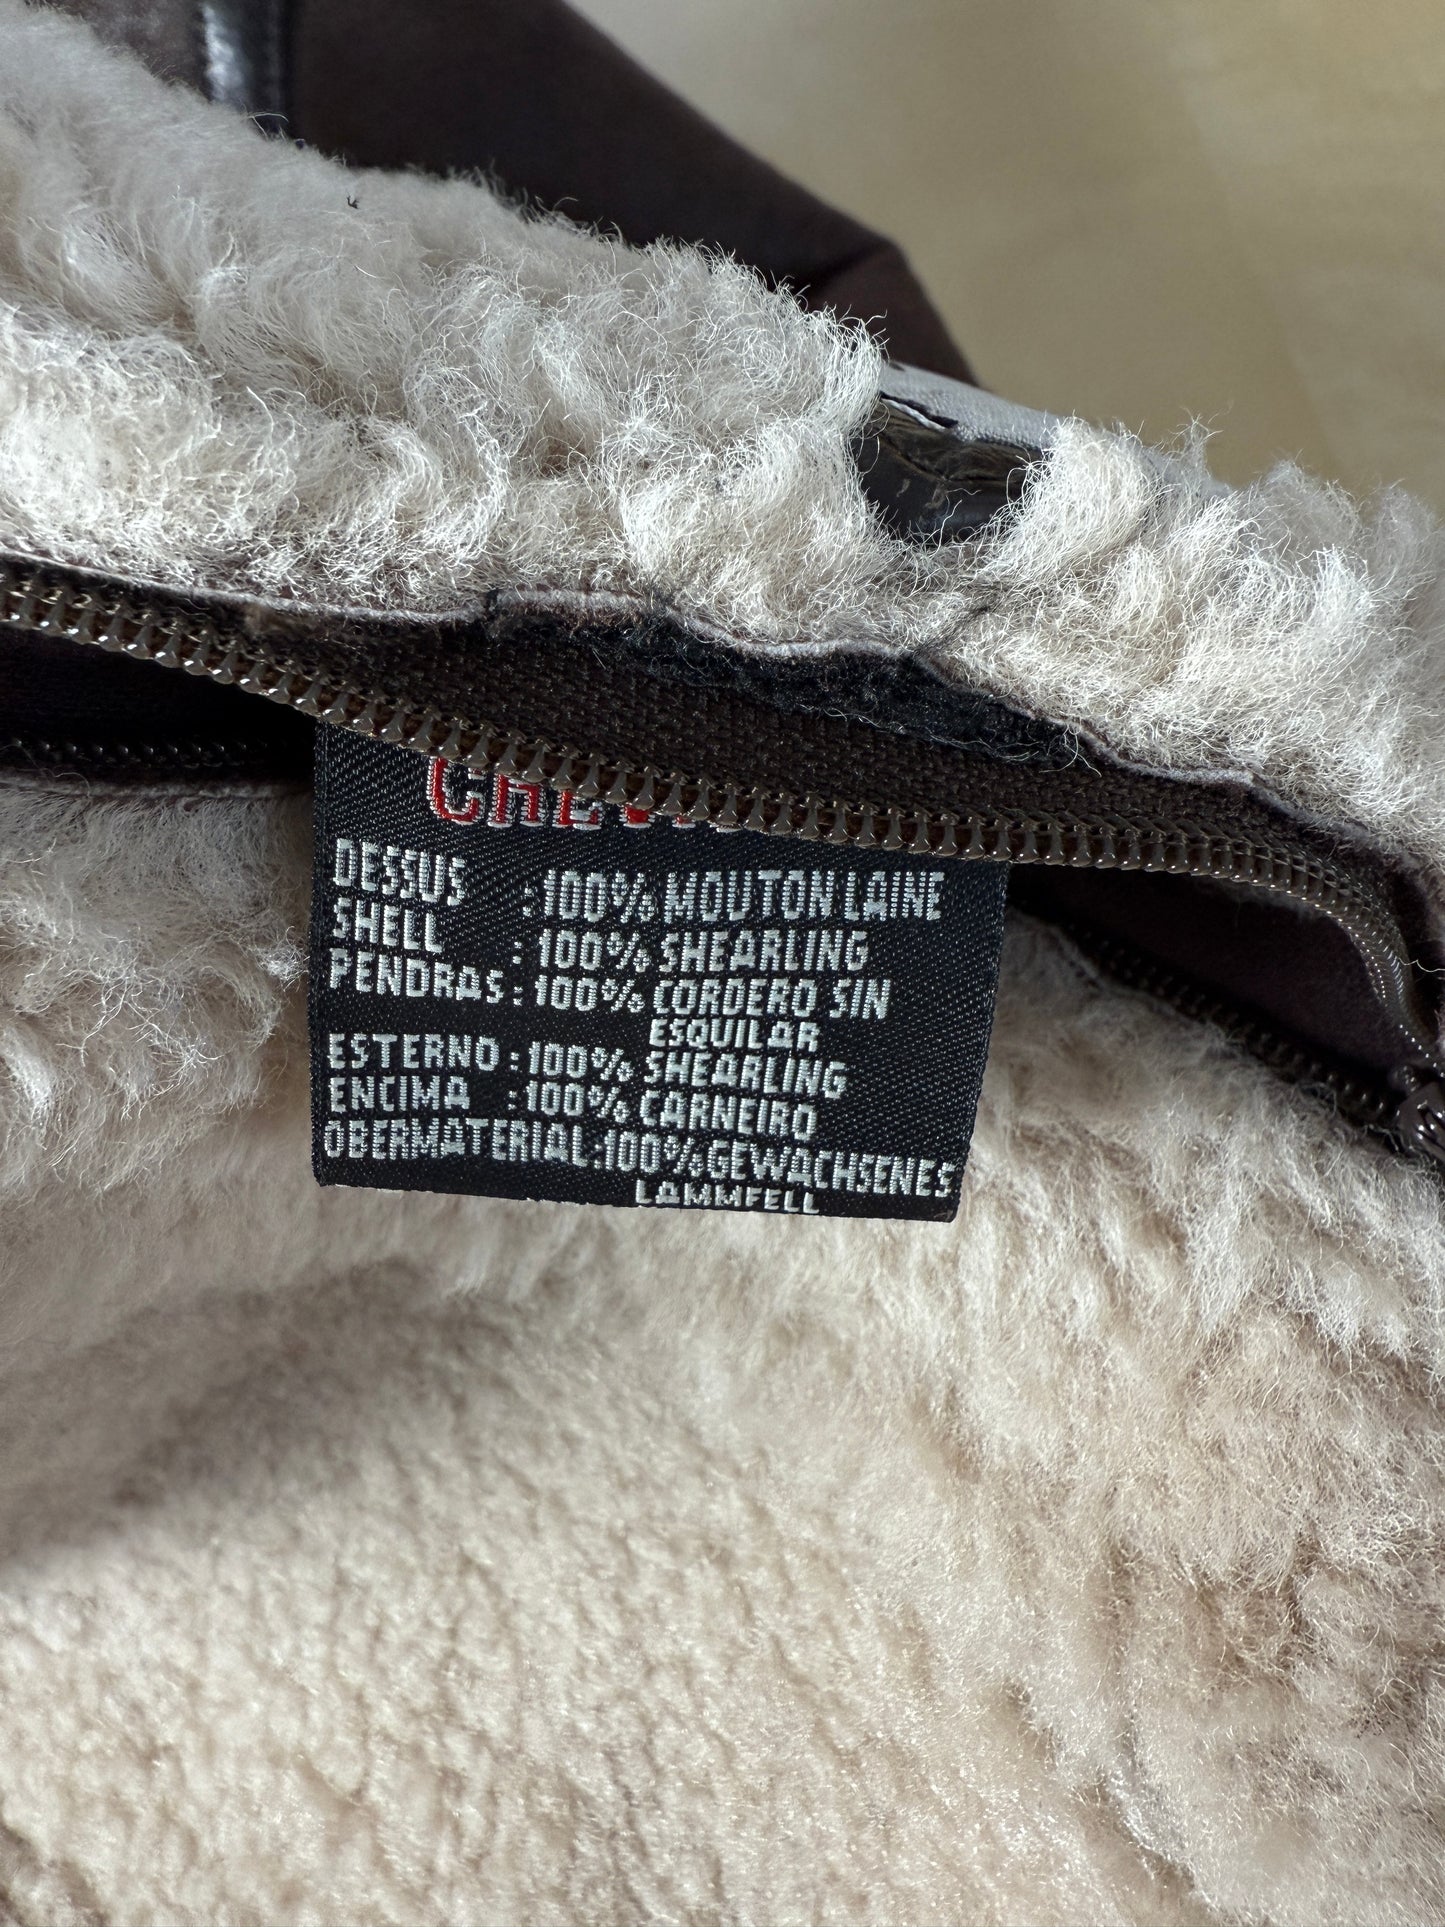 DESSUS : 100% MOUTON LAINE
SHELL : 100% SHEARLING
PENDRAS : 100% CORDERO SIN
ESQUILAR
ESTERNO : 100% SHEARLING
ENCIMA : 100% CARNEIRO
OBERMATERIAL : 100% GEWACHSENES
LAMMFELL